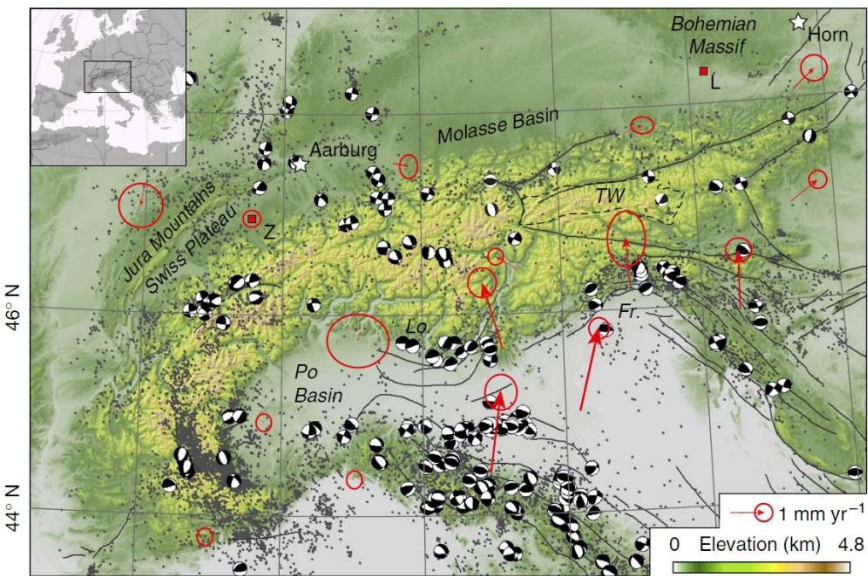 Bohemian
Massif
Horn
L
Molasse Basin
Aarburg
TW
Jura Mountains
Swiss Plateau
Z
46° N
Lo.
Fr.
Po
Basin
44° N
1 mm yr⁻¹
0 Elevation (km) 4.8